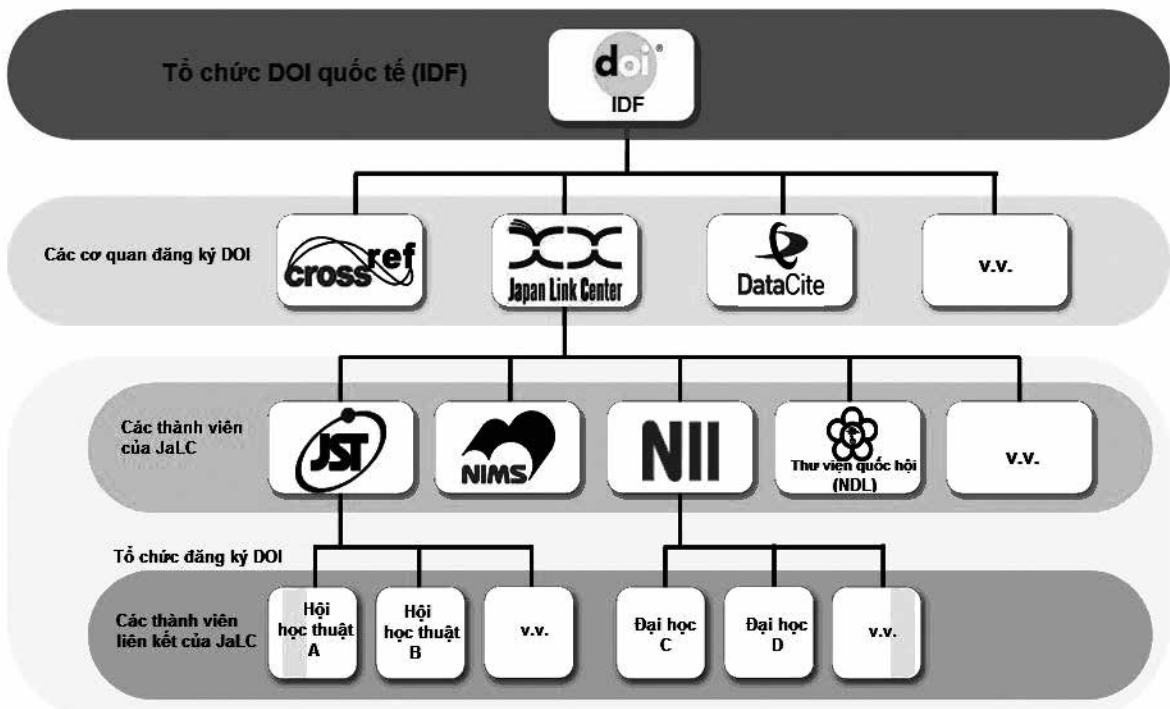 Tổ chức DOI quốc tế (IDF)
doi®
IDF
Các cơ quan đăng ký DOI
cross ref
Japan Link Center
DataCite
v.v.
Các thành viên
của JaLC
JST
NIMS
NII
Thư viện quốc hội
(NDL)
v.v.
Tổ chức đăng ký DOI
Các thành viên
liên kết của JaLC
Hội
học thuật
A
Hội
học thuật
B
v.v.
Đại học
C
Đại học
D
v.v.